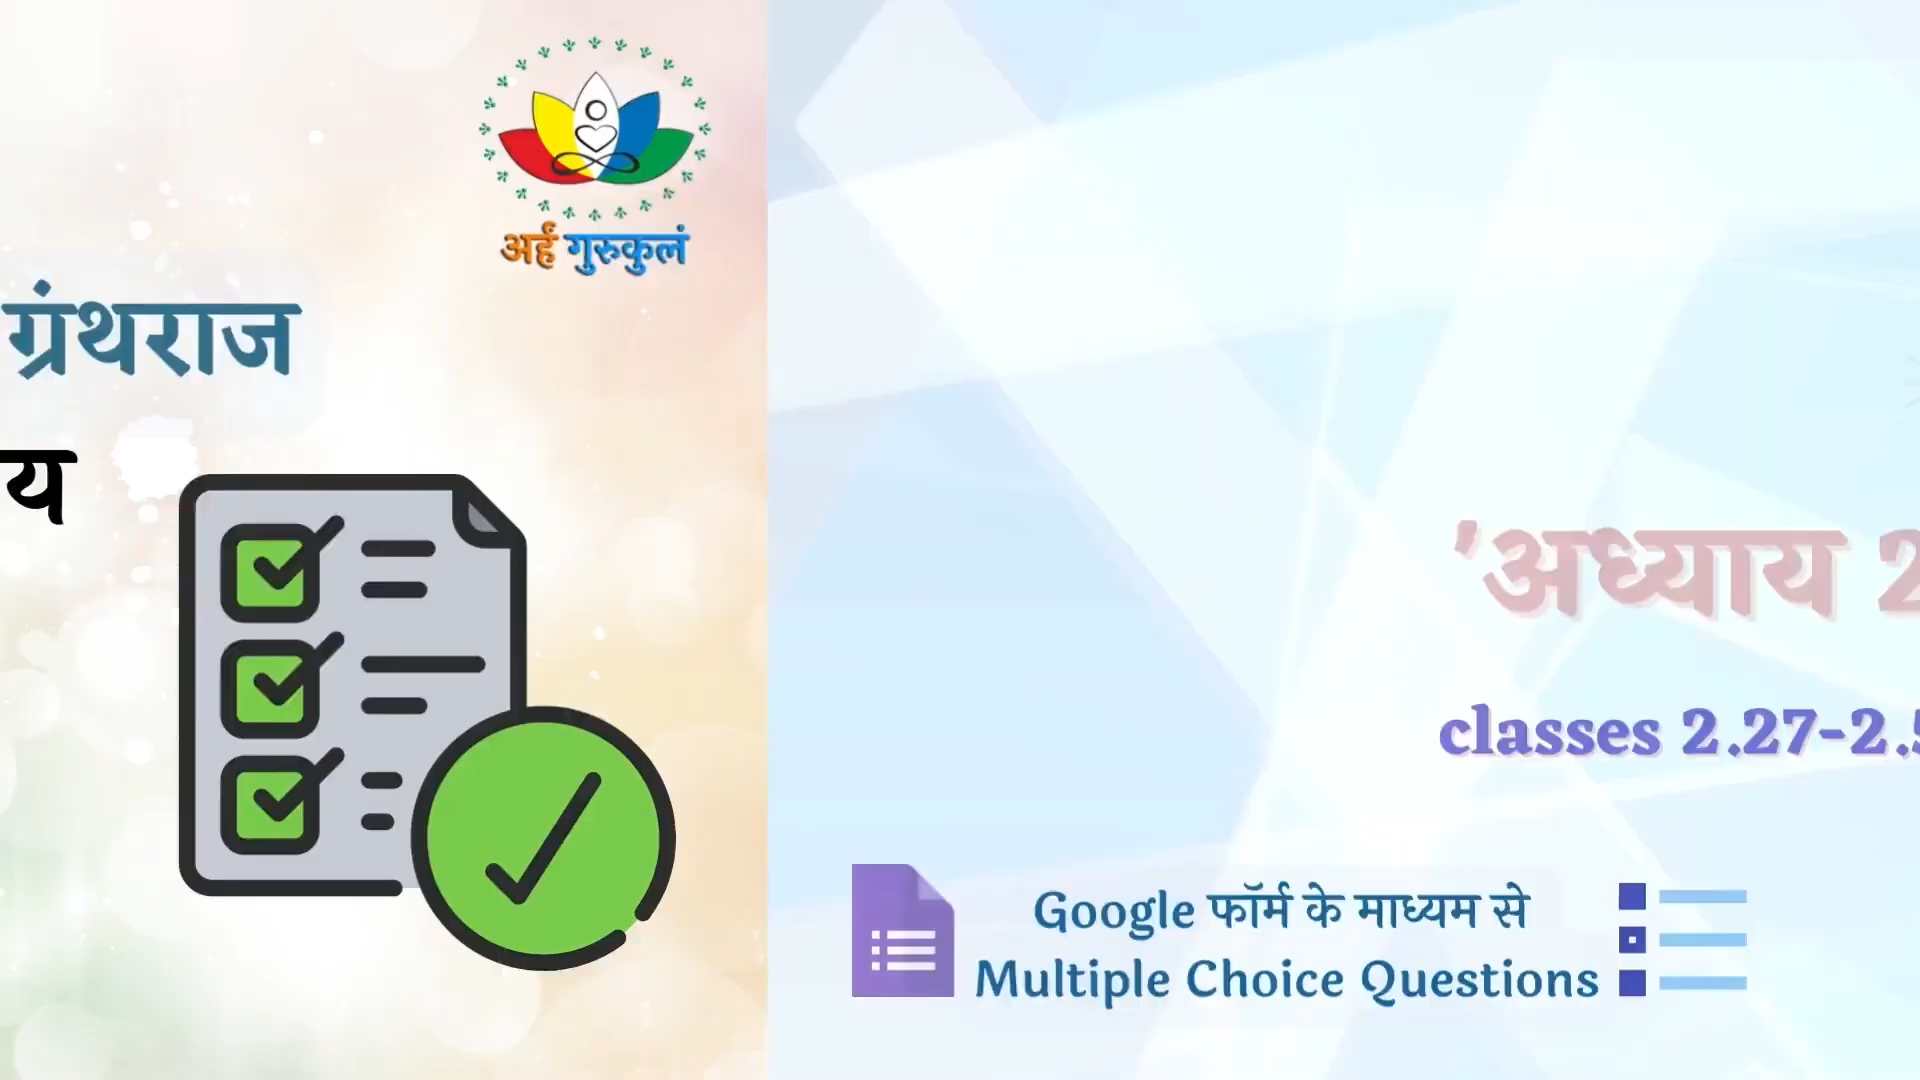 अर्हं गुरुकुलं
ग्रंथराज
य
'अध्याय 2
classes 2.27-2.5
Google फॉर्म के माध्यम से
Multiple Choice Questions